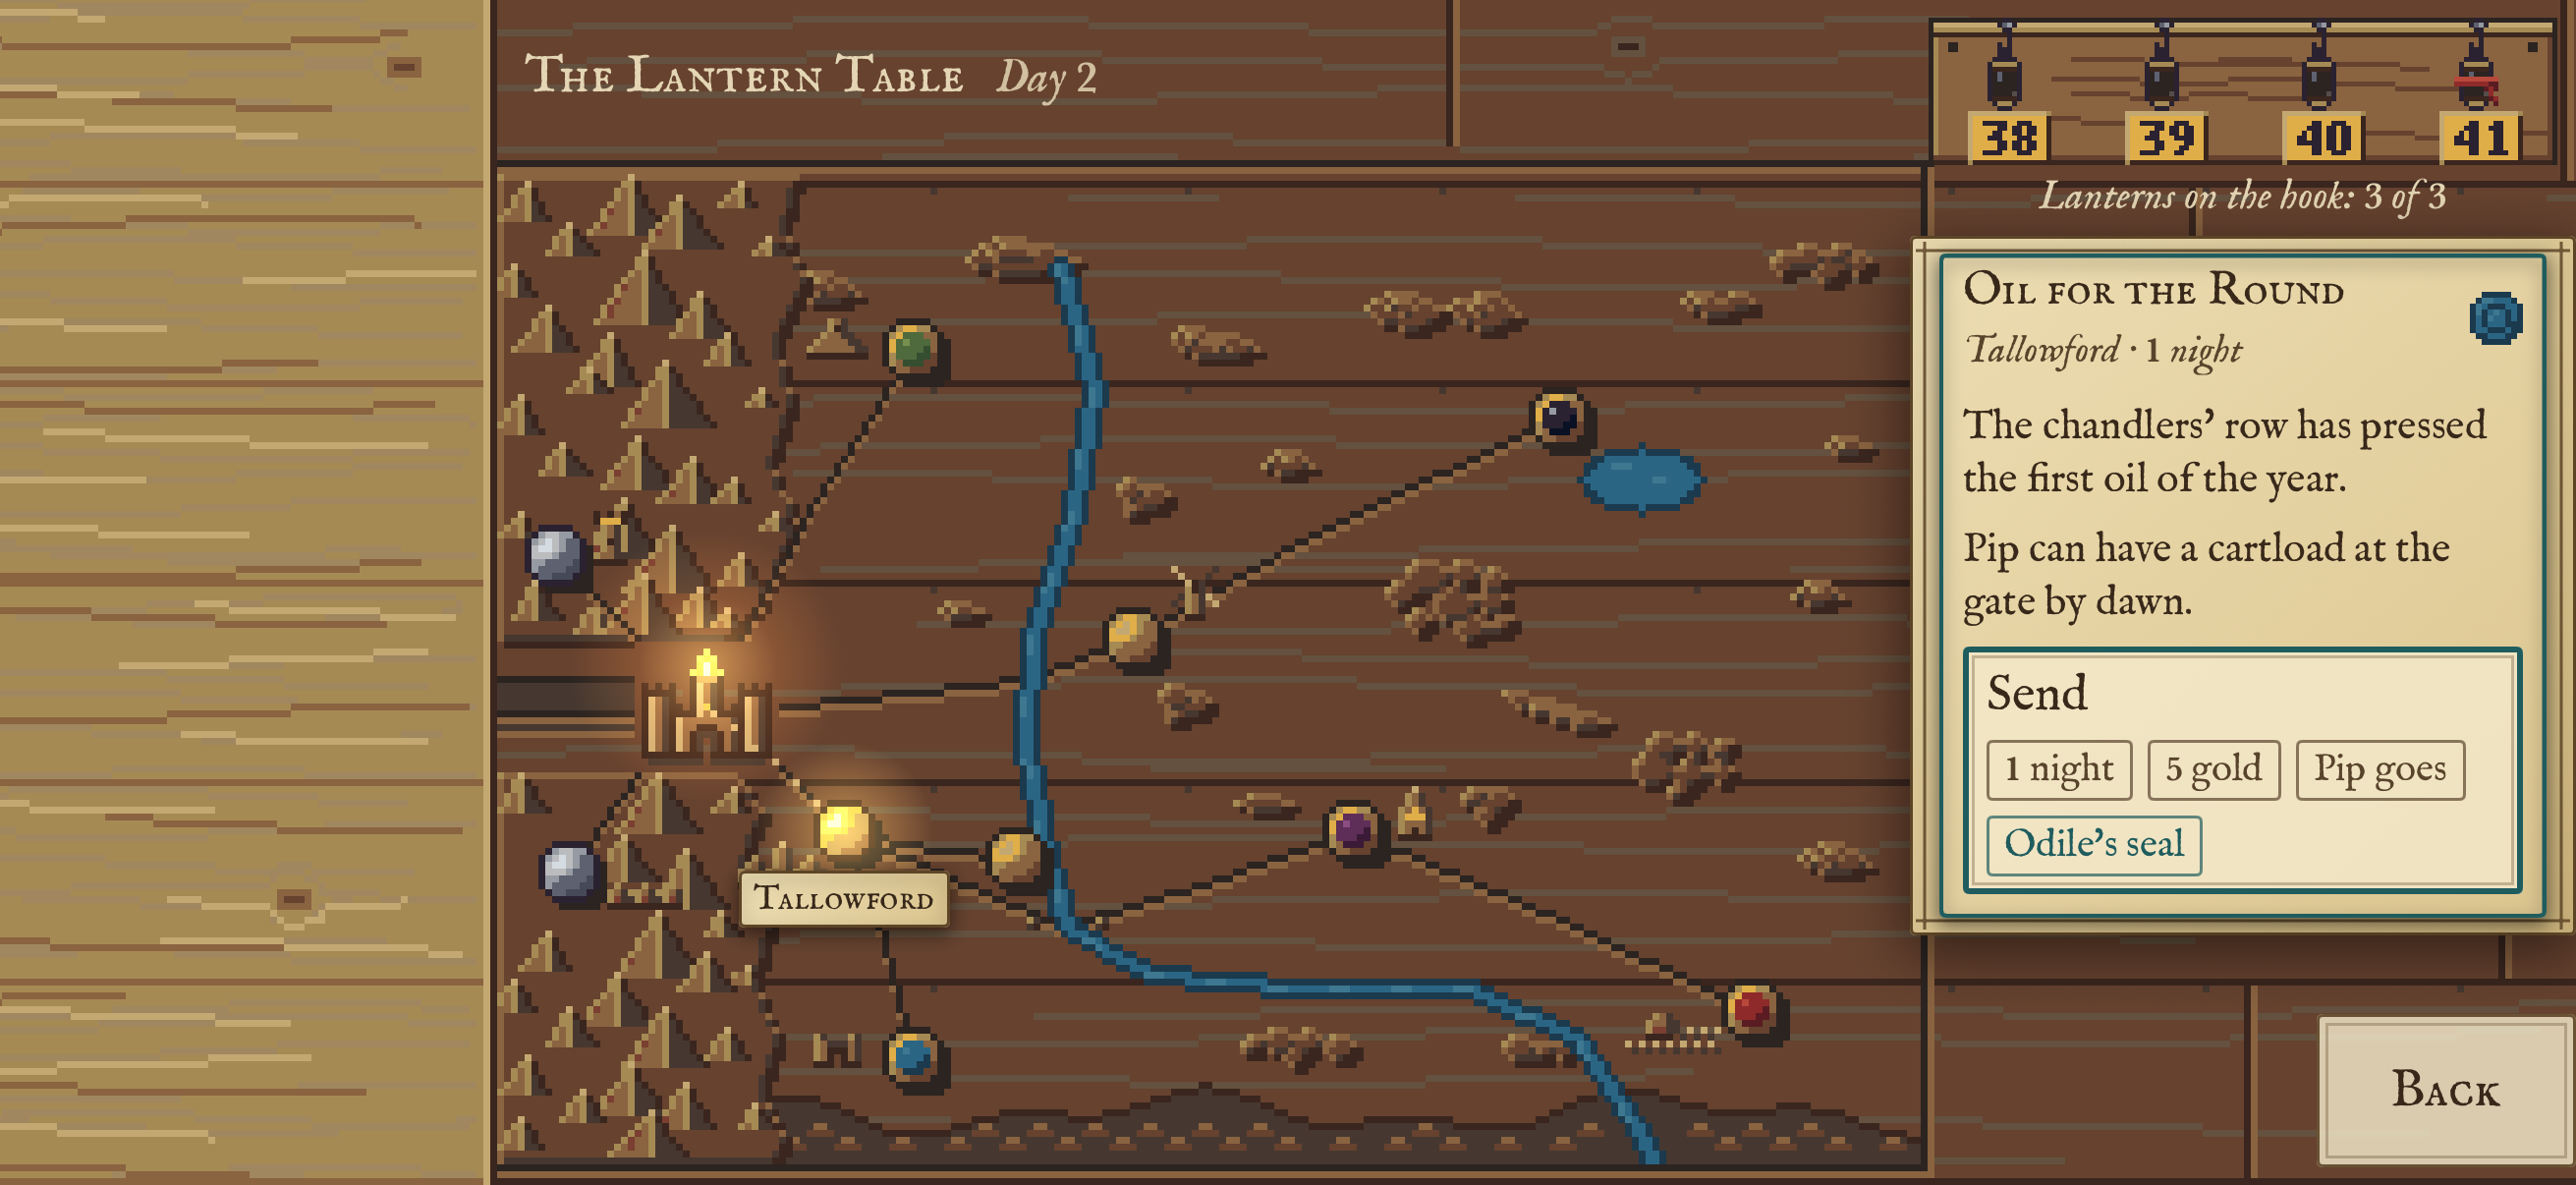 The Lantern Table Day 2
38 39 40 41
Lanterns on the hook: 3 of 3
Oil for the Round
Tallowford · 1 night
The chandlers’ row has pressed
the first oil of the year.
Pip can have a cartload at the
gate by dawn.
Send
1 night 5 gold Pip goes
Odile’s seal
Tallowford
Back